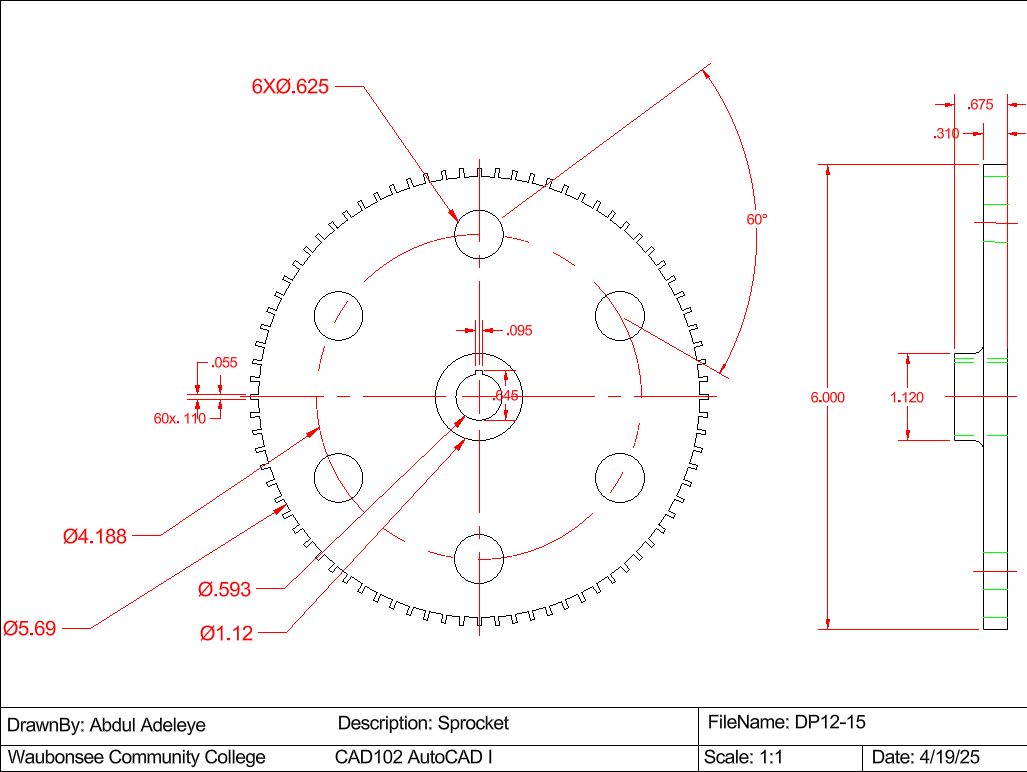 6XØ.625
.675
.310
60°
.095
.055
.645
60x.110
6.000
1.120
Ø4.188
Ø.593
Ø5.69
Ø1.12
DrawnBy: Abdul Adeleye
Description: Sprocket
FileName: DP12-15
Waubonsee Community College
CAD102 AutoCAD I
Scale: 1:1
Date: 4/19/25